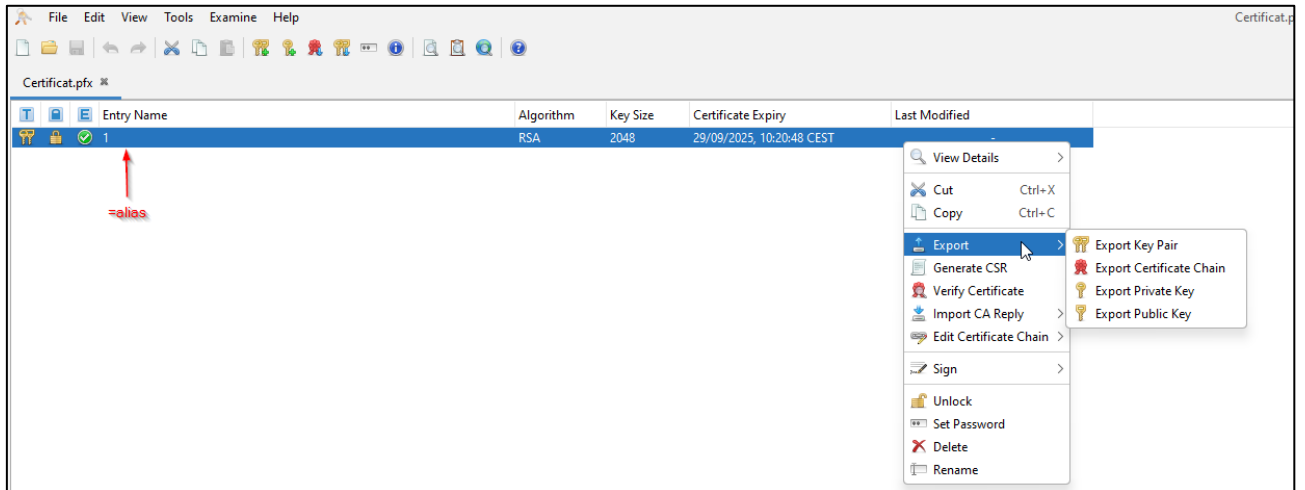 File Edit View Tools Examine Help
Certificat.p
Certificat.pfx
T E Entry Name Algorithm Key Size Certificate Expiry Last Modified
1 RSA 2048 29/09/2025, 10:20:48 CEST -
=alias
View Details
Cut Ctrl+X
Copy Ctrl+C
Export
Generate CSR
Verify Certificate
Import CA Reply
Edit Certificate Chain
Sign
Unlock
Set Password
Delete
Rename
Export Key Pair
Export Certificate Chain
Export Private Key
Export Public Key